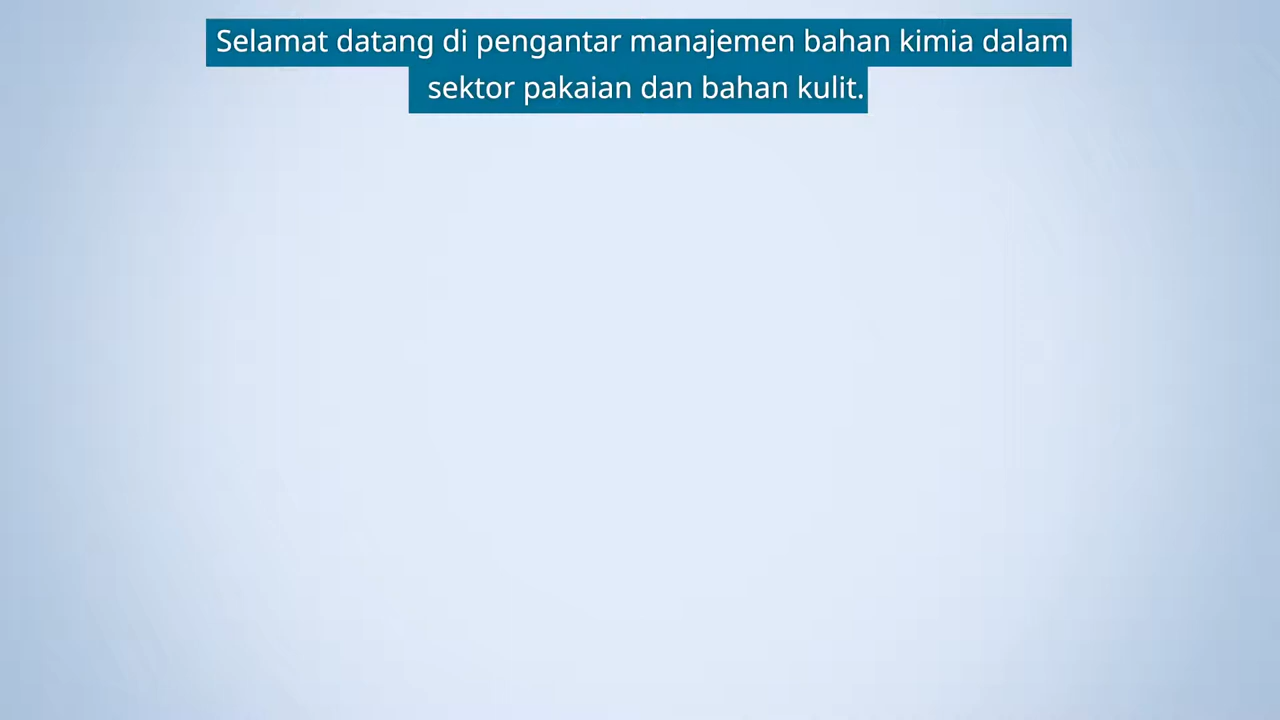 Selamat datang di pengantar manajemen bahan kimia dalam
sektor pakaian dan bahan kulit.